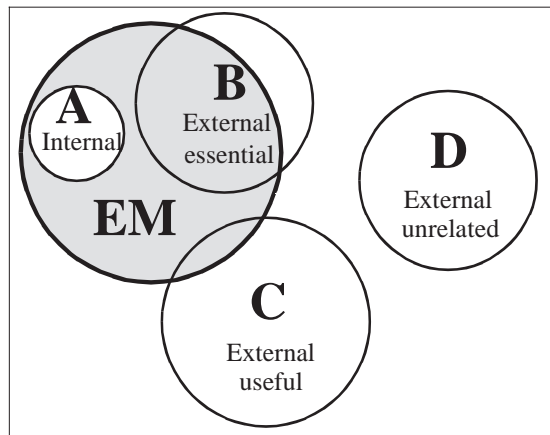 A
Internal
B
External
essential
EM
C
External
useful
D
External
unrelated